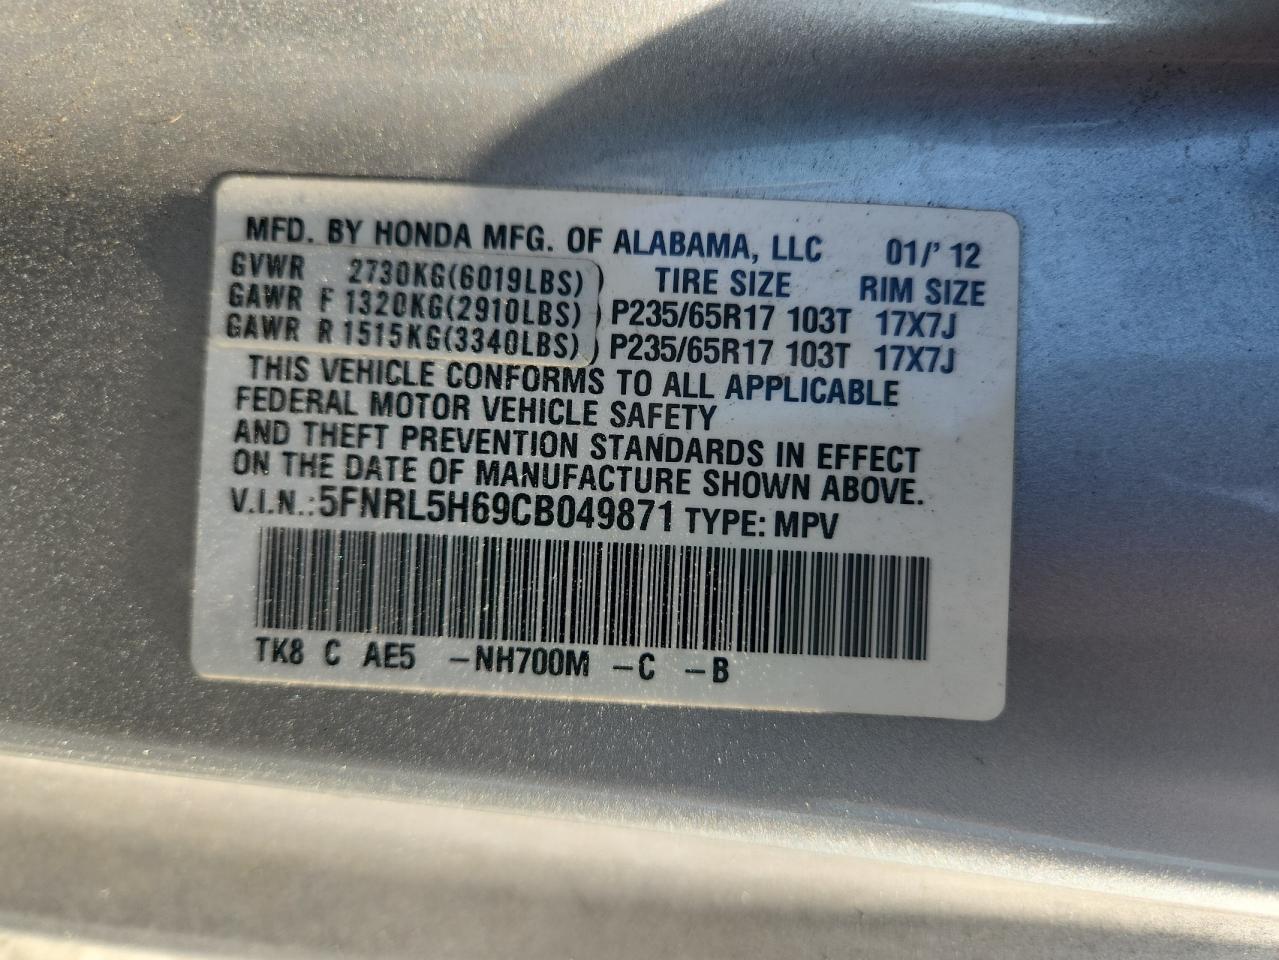 MFD. BY HONDA MFG. OF ALABAMA, LLC 01/' 12
GVWR 2730KG(6019LBS) TIRE SIZE RIM SIZE
GAWR F 1320KG(2910LBS) P235/65R17 103T 17X7J
GAWR R 1515KG(3340LBS) P235/65R17 103T 17X7J
THIS VEHICLE CONFORMS TO ALL APPLICABLE
FEDERAL MOTOR VEHICLE SAFETY
AND THEFT PREVENTION STANDARDS IN EFFECT
ON THE DATE OF MANUFACTURE SHOWN ABOVE.
V.I.N.:5FNRL5H69CB049871 TYPE: MPV
TK8 C AE5 -NH700M -C -B